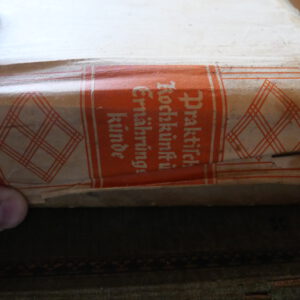 Praktisch
Kochkunst u
Ernährungs
kunde